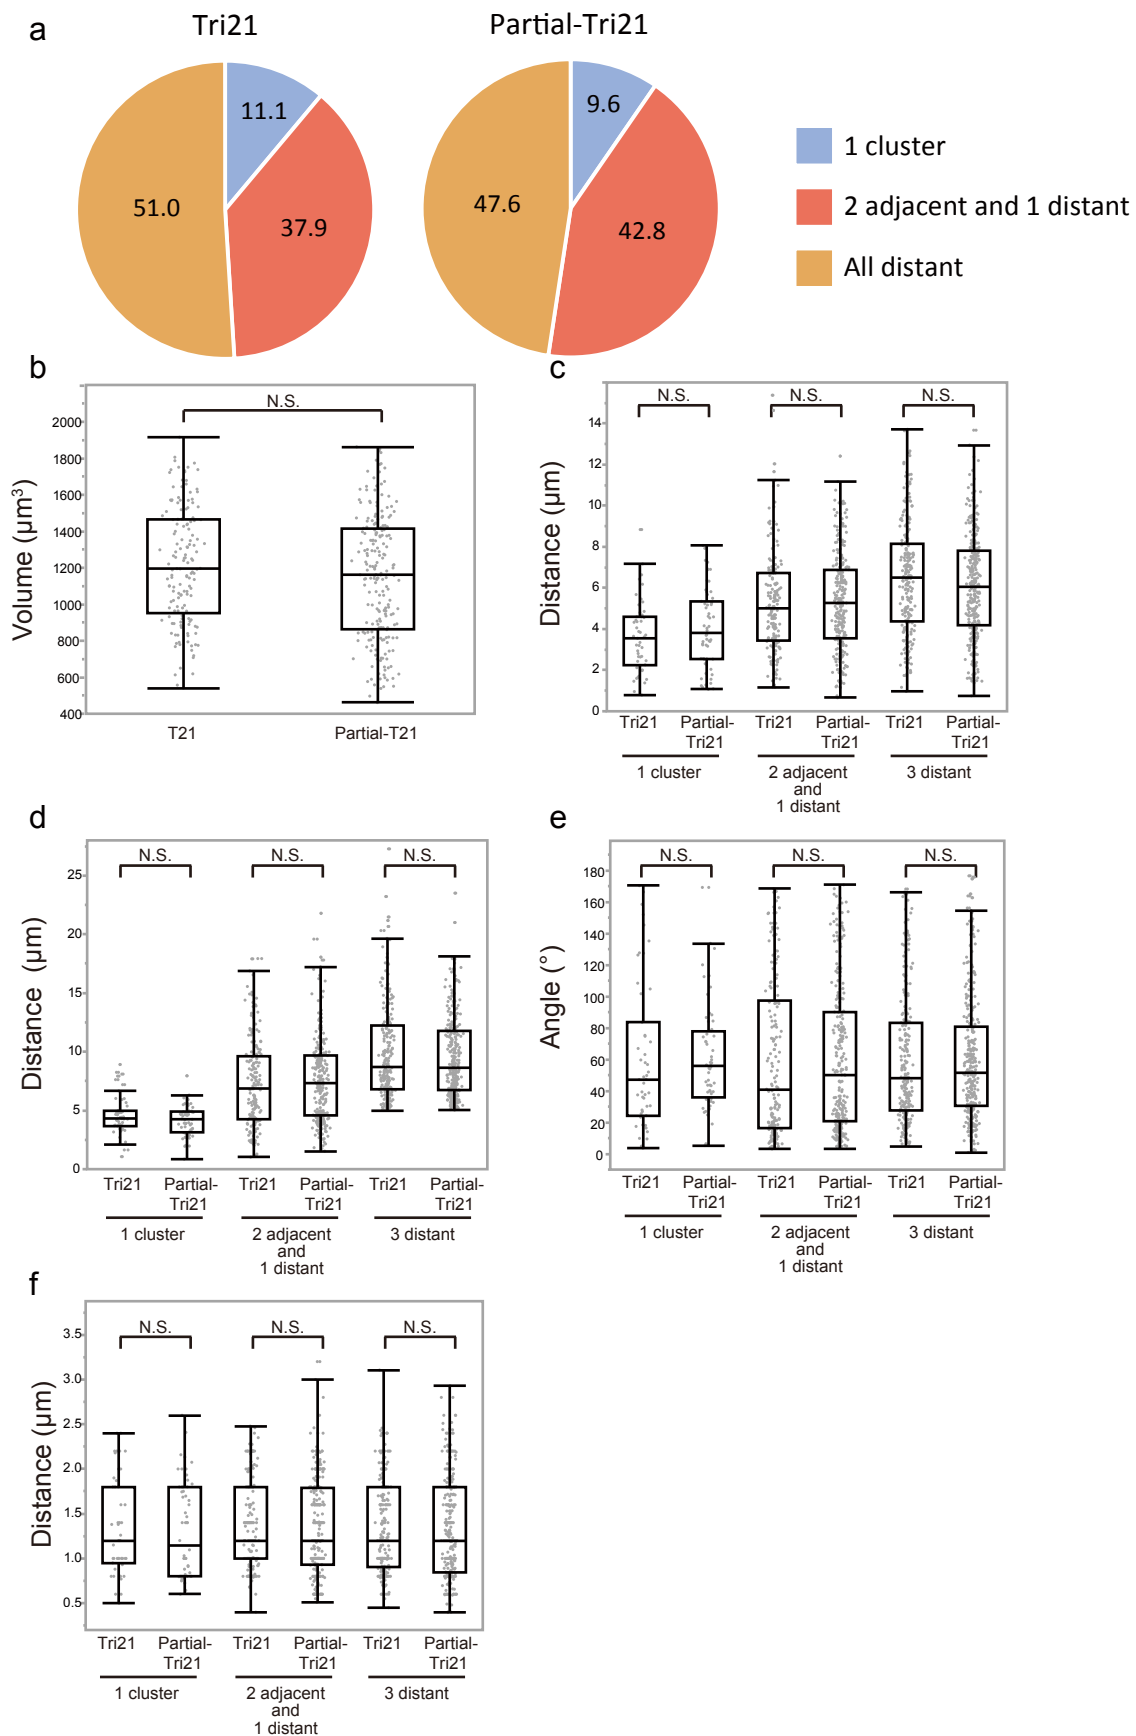 a
Tri21
Partial-Tri21
11.1
37.9
51.0
9.6
42.8
47.6
1 cluster
2 adjacent and 1 distant
All distant
b
N.S.
Volume (µm³)
2000
1800
1600
1400
1200
1000
800
600
400
T21
Partial-T21
c
N.S.
N.S.
N.S.
Distance (µm)
14
12
10
8
6
4
2
0
Tri21
Partial-
Tri21
Tri21
Partial-
Tri21
Tri21
Partial-
Tri21
1 cluster
2 adjacent
and
1 distant
3 distant
d
N.S.
N.S.
N.S.
Distance (µm)
25
20
15
10
5
0
Tri21
Partial-
Tri21
Tri21
Partial-
Tri21
Tri21
Partial-
Tri21
1 cluster
2 adjacent
and
1 distant
3 distant
e
N.S.
N.S.
N.S.
Angle (°)
180
160
140
120
100
80
60
40
20
0
Tri21
Partial-
Tri21
Tri21
Partial-
Tri21
Tri21
Partial-
Tri21
1 cluster
2 adjacent
and
1 distant
3 distant
f
N.S.
N.S.
N.S.
Distance (µm)
3.5
3.0
2.5
2.0
1.5
1.0
0.5
Tri21
Partial-
Tri21
Tri21
Partial-
Tri21
Tri21
Partial-
Tri21
1 cluster
2 adjacent
and
1 distant
3 distant